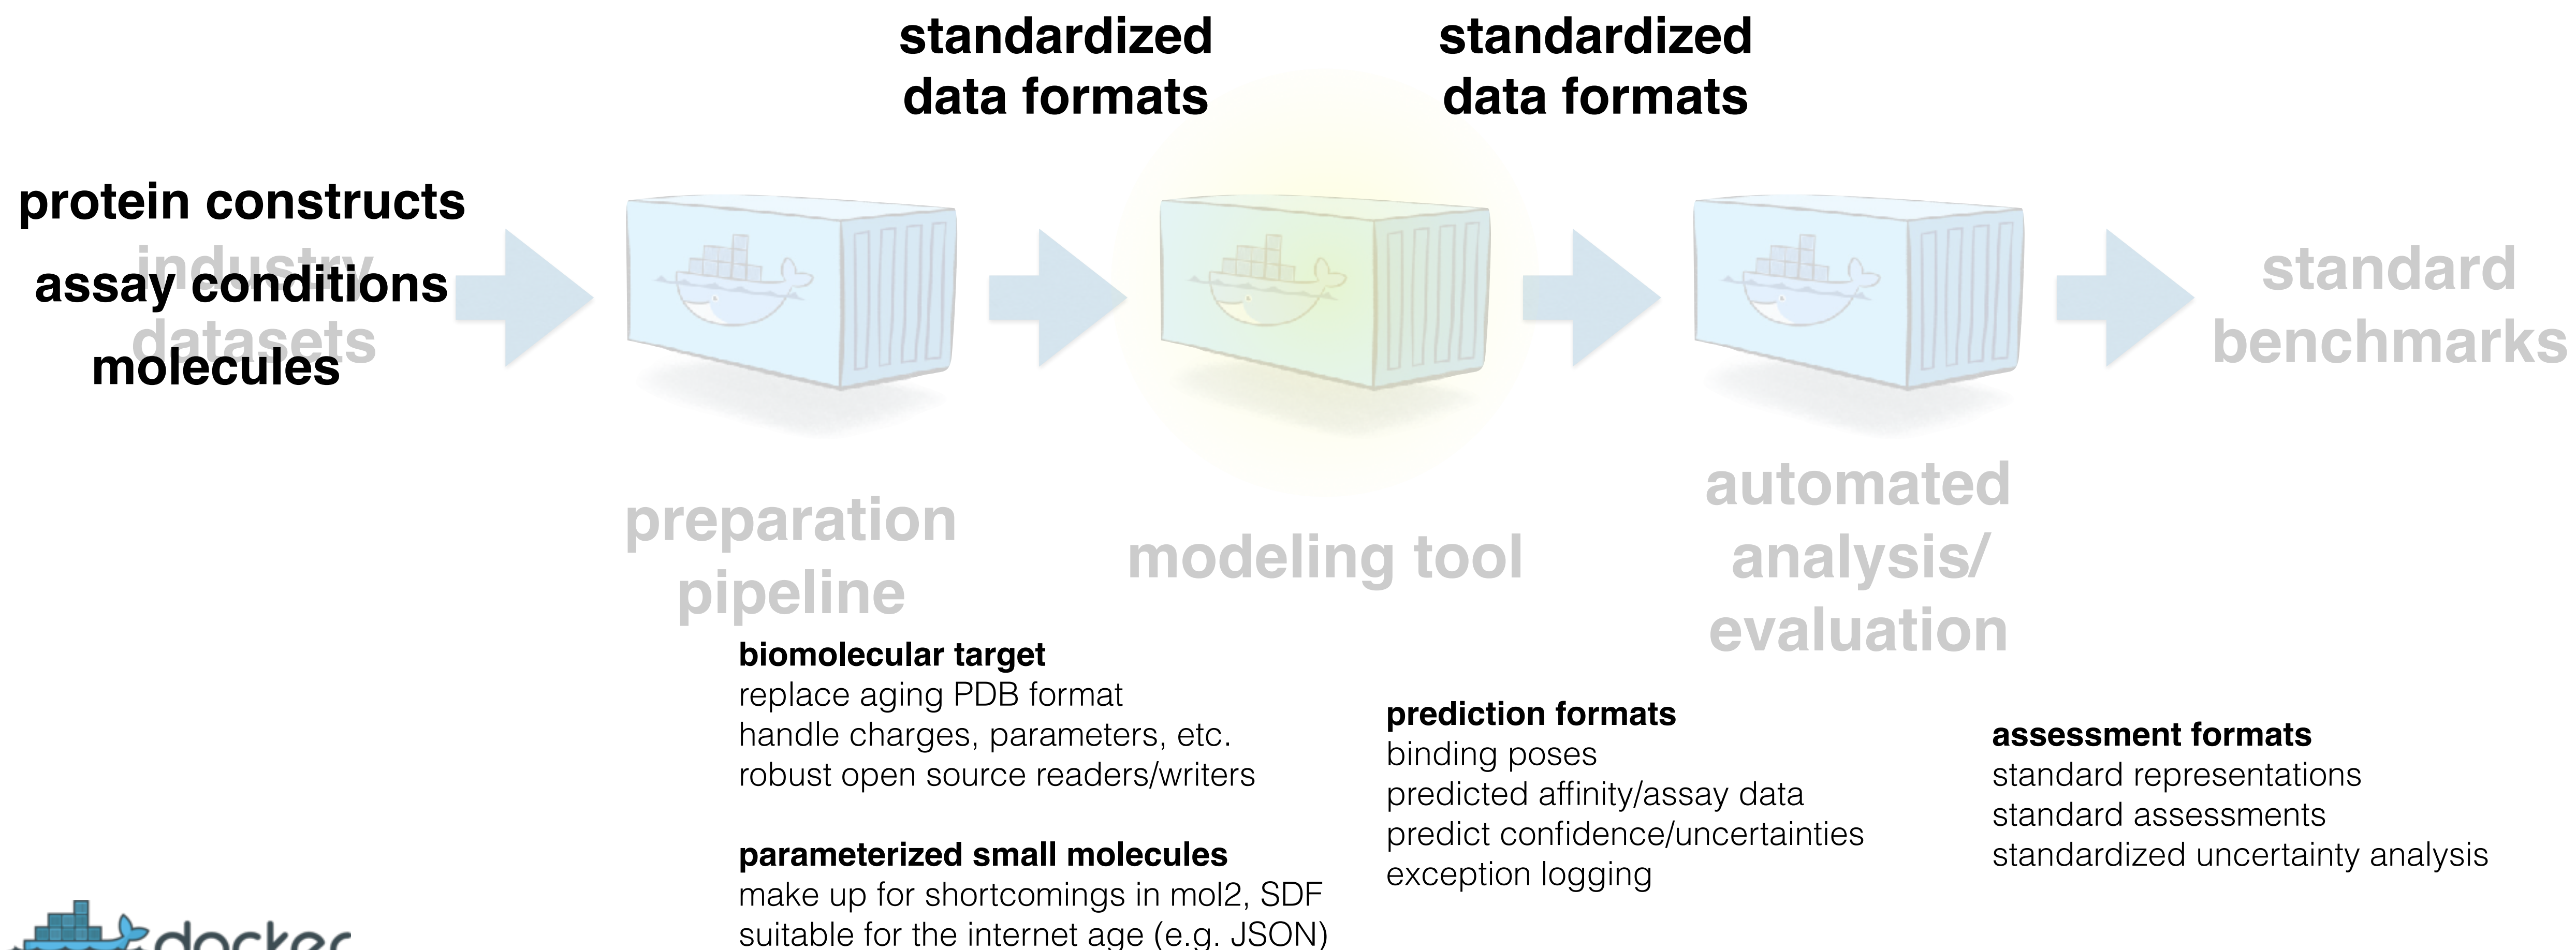 standardized
data formats
standardized
data formats
protein constructs
assay conditions
molecules
industry
datasets
standard
benchmarks
preparation
pipeline
modeling tool
automated
analysis/
evaluation
biomolecular target
replace aging PDB format
handle charges, parameters, etc.
robust open source readers/writers
parameterized small molecules
make up for shortcomings in mol2, SDF
suitable for the internet age (e.g. JSON)
prediction formats
binding poses
predicted affinity/assay data
predict confidence/uncertainties
exception logging
assessment formats
standard representations
standard assessments
standardized uncertainty analysis
docker